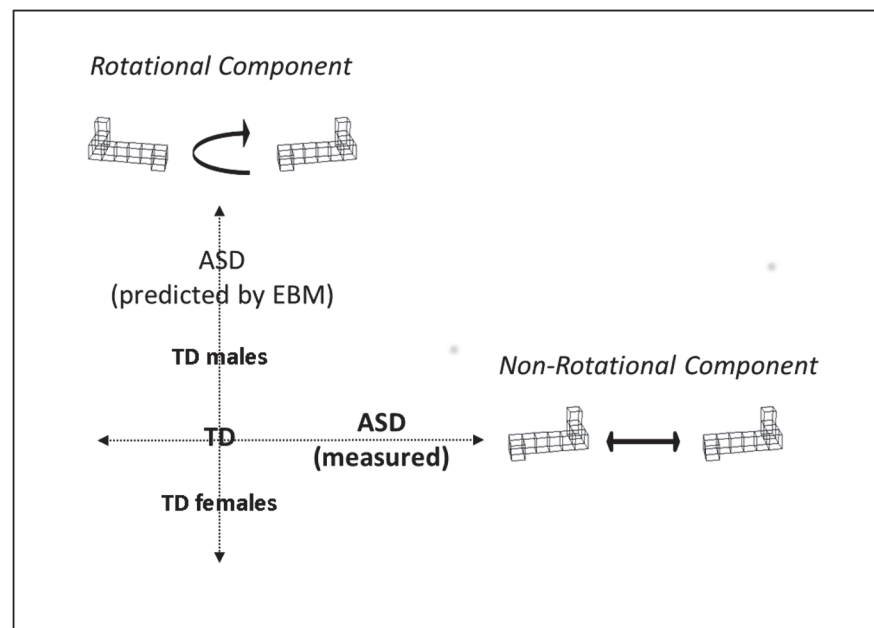 Rotational Component
ASD
(predicted by EBM)
TD males
Non-Rotational Component
TD
ASD
(measured)
TD females